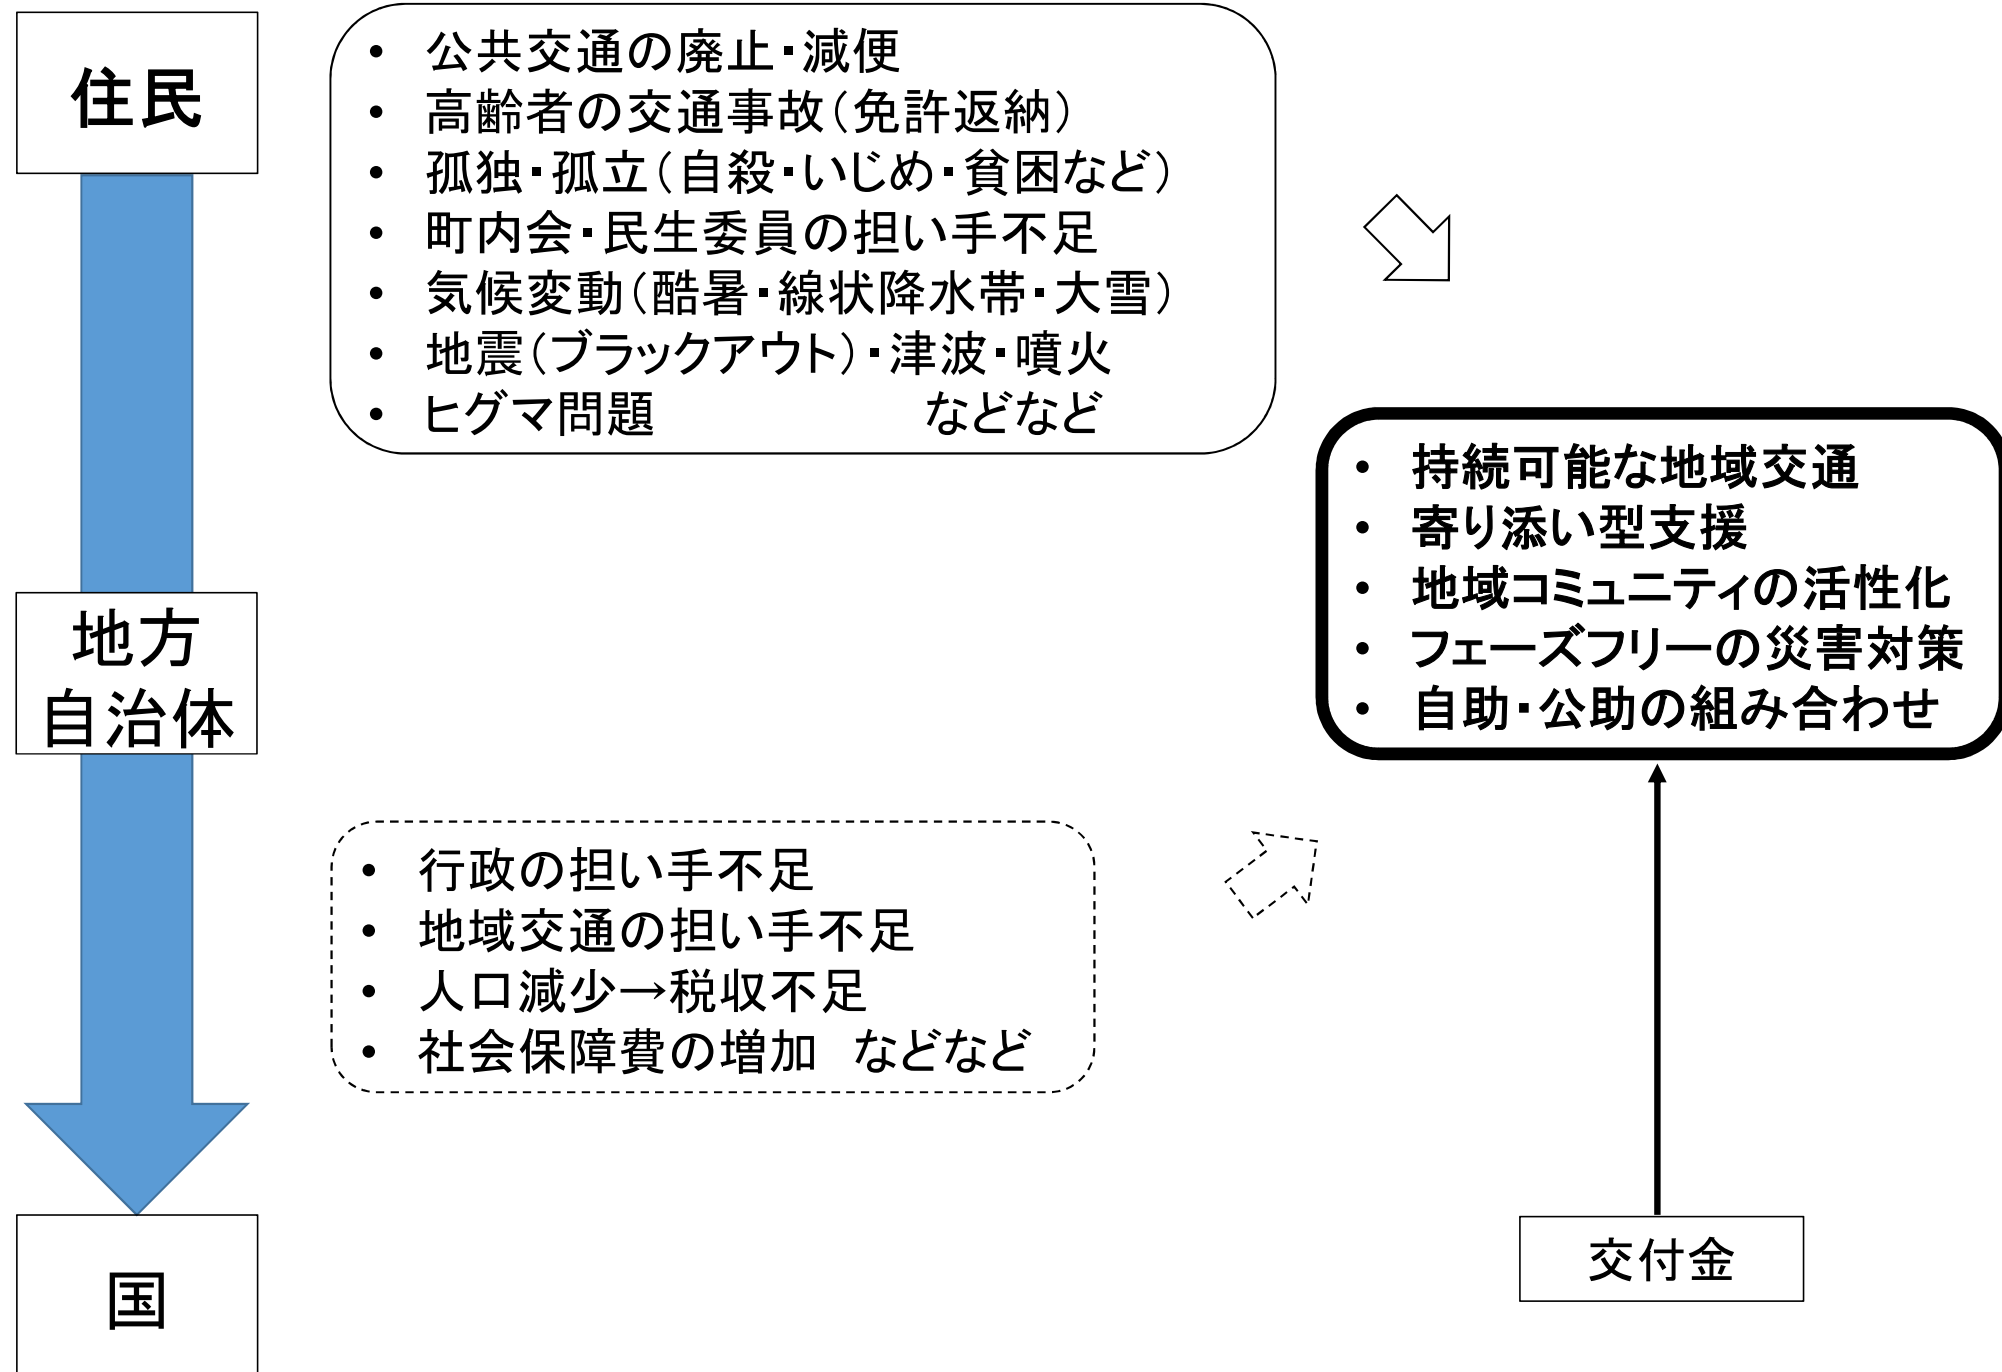 住民
• 公共交通の廃止・減便
• 高齢者の交通事故（免許返納）
• 孤独・孤立（自殺・いじめ・貧困など）
• 町内会・民生委員の担い手不足
• 気候変動（酷暑・線状降水帯・大雪）
• 地震（ブラックアウト）・津波・噴火
• ヒグマ問題　　　　　などなど
• 持続可能な地域交通
• 寄り添い型支援
• 地域コミュニティの活性化
• フェーズフリーの災害対策
• 自助・公助の組み合わせ
地方
自治体
• 行政の担い手不足
• 地域交通の担い手不足
• 人口減少→税収不足
• 社会保障費の増加　などなど
国
交付金